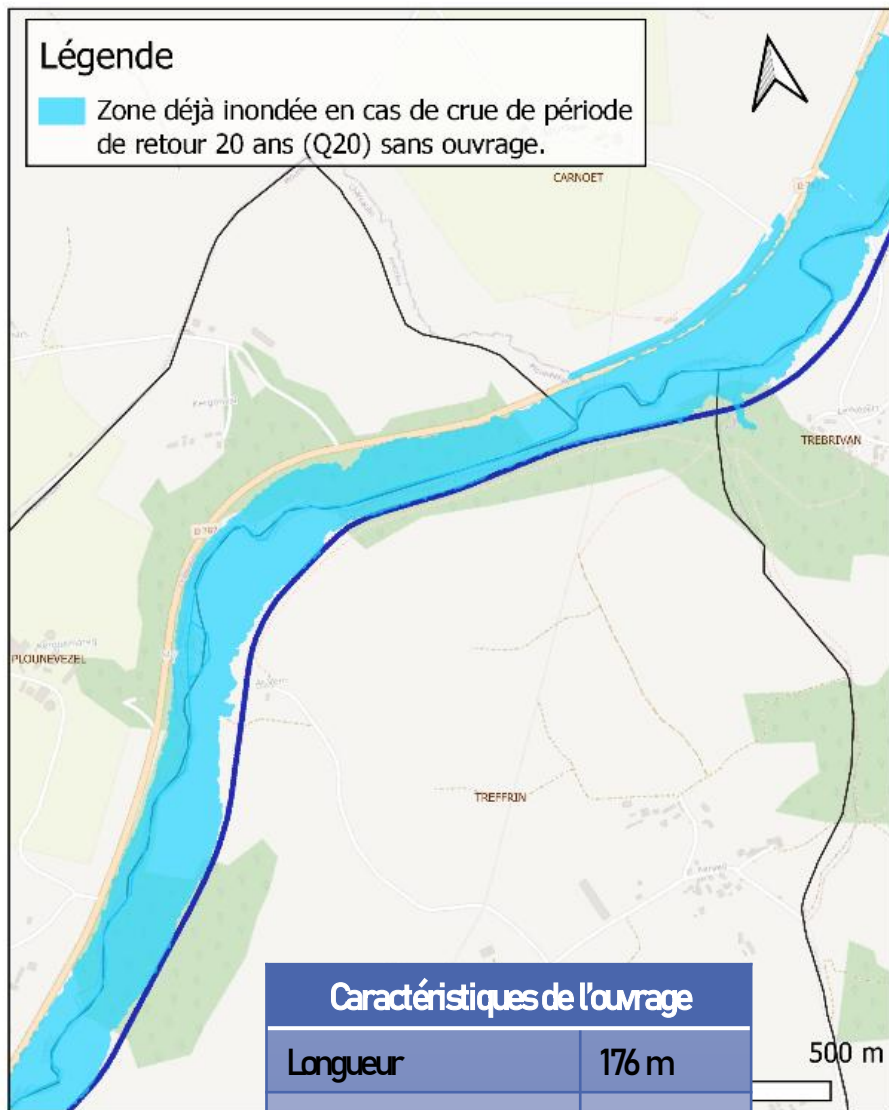 Légende
Zone déjà inondée en cas de crue de période
de retour 20 ans (Q20) sans ouvrage.
CARNOET
TREBRIVAN
PLOUNEVEZEL
TREFFRIN
Caractéristiques de l'ouvrage
Longueur 176 m
500 m